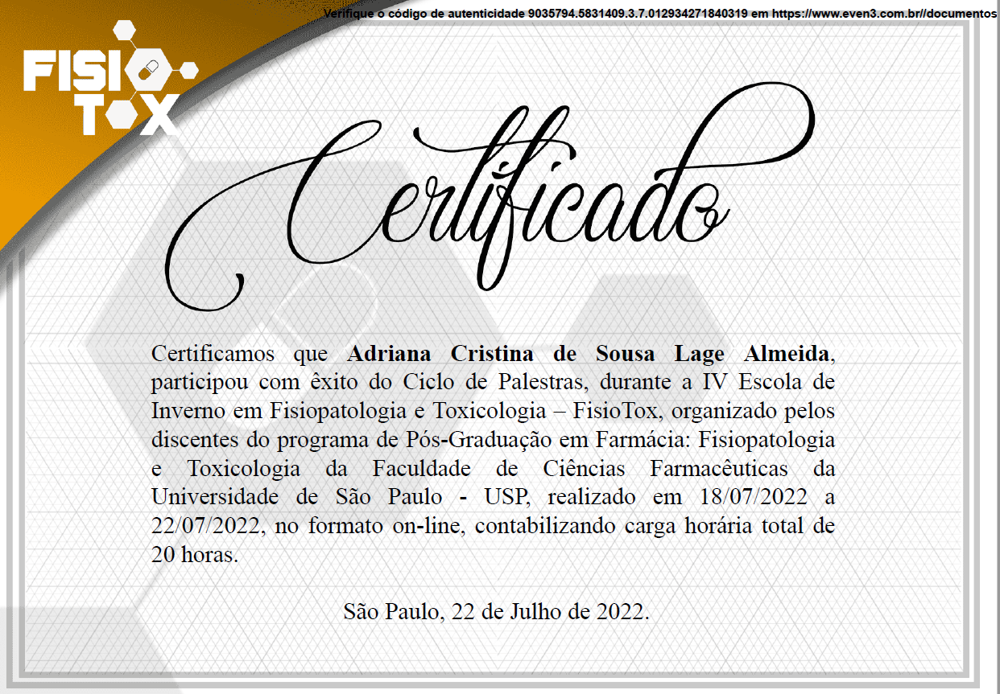 Verifique o código de autenticidade 9035794.5831409.3.7.012934271840319 em https://www.even3.com.br//documentos
FISIO
TOX
Certificado
Certificamos que Adriana Cristina de Sousa Lage Almeida,
participou com êxito do Ciclo de Palestras, durante a IV Escola de
Inverno em Fisiopatologia e Toxicologia – FisioTox, organizado pelos
discentes do programa de Pós-Graduação em Farmácia: Fisiopatologia
e Toxicologia da Faculdade de Ciências Farmacêuticas da
Universidade de São Paulo - USP, realizado em 18/07/2022 a
22/07/2022, no formato on-line, contabilizando carga horária total de
20 horas.
São Paulo, 22 de Julho de 2022.